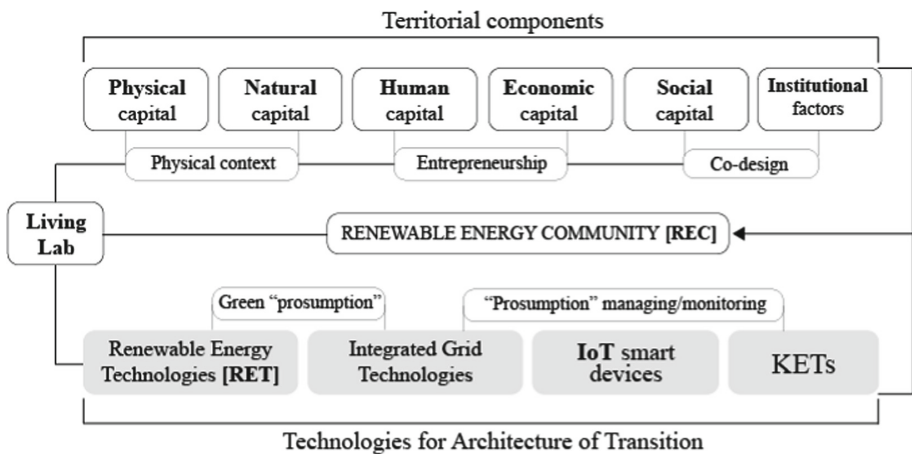 Territorial components
Physical
capital
Natural
capital
Human
capital
Economic
capital
Social
capital
Institutional
factors
Physical context
Entrepreneurship
Co-design
Living
Lab
RENEWABLE ENERGY COMMUNITY [REC]
Green “prosumption”
“Prosumption” managing/monitoring
Renewable Energy
Technologies [RET]
Integrated Grid
Technologies
IoT smart
devices
KETs
Technologies for Architecture of Transition